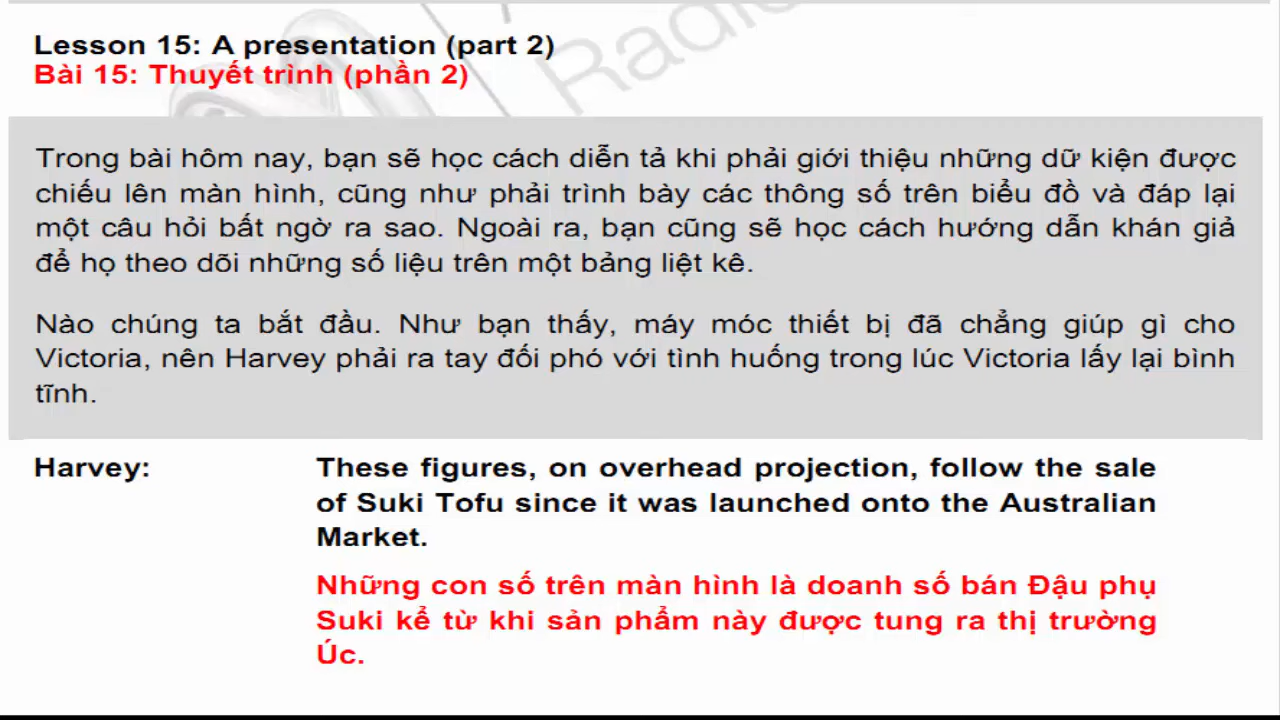 Radio
Lesson 15: A presentation (part 2)
Bài 15: Thuyết trình (phần 2)
Trong bài hôm nay, bạn sẽ học cách diễn tả khi phải giới thiệu những dữ kiện được
chiếu lên màn hình, cũng như phải trình bày các thông số trên biểu đồ và đáp lại
một câu hỏi bất ngờ ra sao. Ngoài ra, bạn cũng sẽ học cách hướng dẫn khán giả
để họ theo dõi những số liệu trên một bảng liệt kê.
Nào chúng ta bắt đầu. Như bạn thấy, máy móc thiết bị đã chẳng giúp gì cho
Victoria, nên Harvey phải ra tay đối phó với tình huống trong lúc Victoria lấy lại bình
tĩnh.
Harvey: These figures, on overhead projection, follow the sale
of Suki Tofu since it was launched onto the Australian
Market.
Những con số trên màn hình là doanh số bán Đậu phụ
Suki kể từ khi sản phẩm này được tung ra thị trường
Úc.